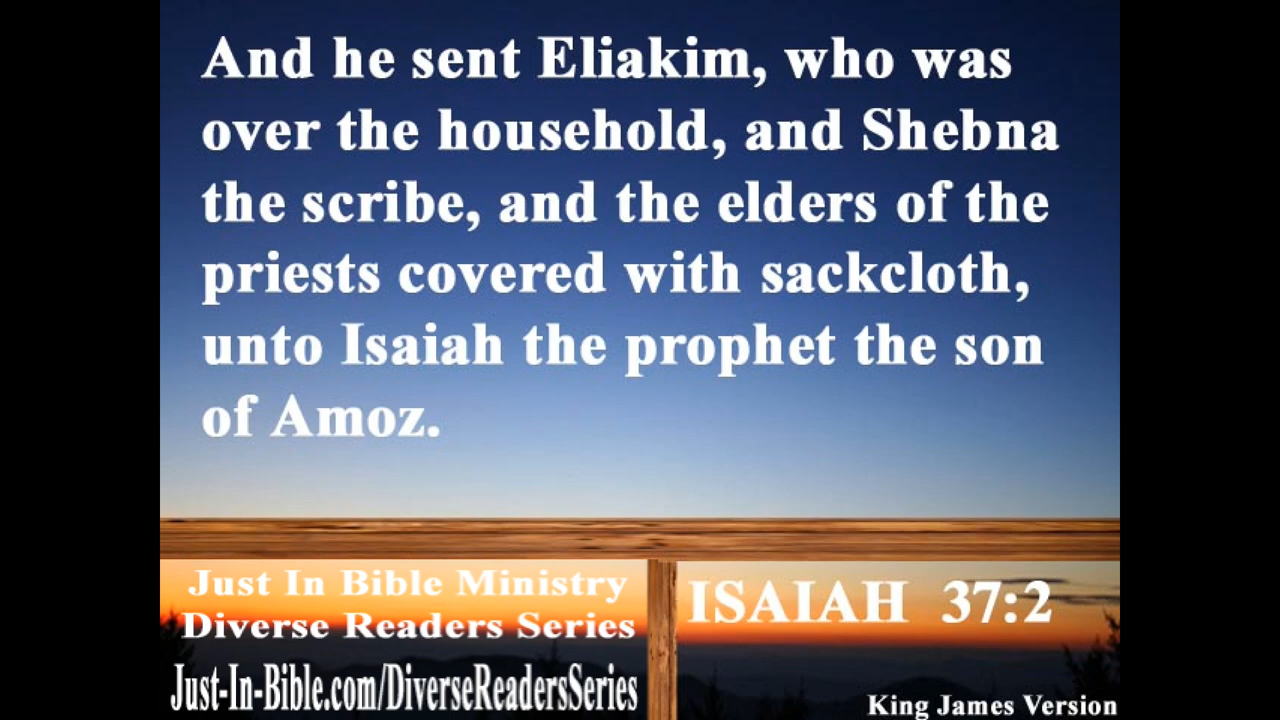 And he sent Eliakim, who was
over the household, and Shebna
the scribe, and the elders of the
priests covered with sackcloth,
unto Isaiah the prophet the son
of Amoz.
Just In Bible Ministry
Diverse Readers Series
Just-In-Bible.com/DiverseReadersSeries
ISAIAH 37:2
King James Version